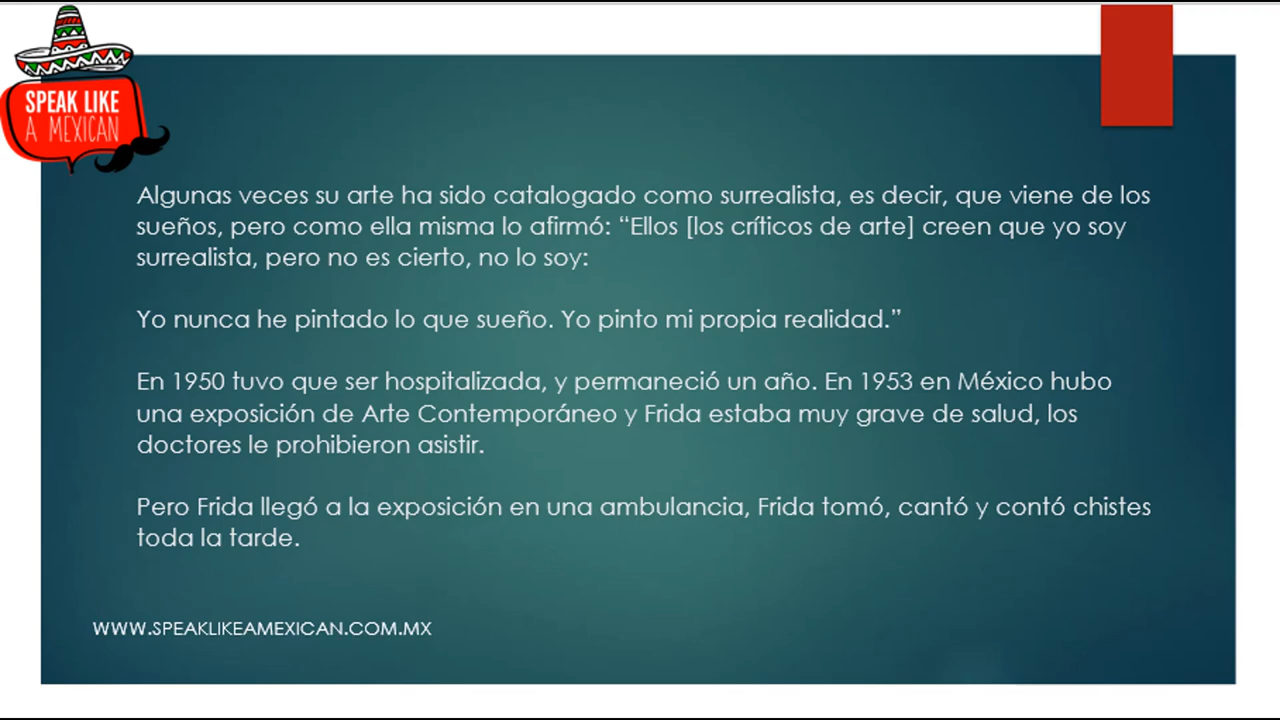 SPEAK LIKE
A MEXICAN
Algunas veces su arte ha sido catalogado como surrealista, es decir, que viene de los
sueños, pero como ella misma lo afirmó: “Ellos [los críticos de arte] creen que yo soy
surrealista, pero no es cierto, no lo soy:
Yo nunca he pintado lo que sueño. Yo pinto mi propia realidad.”
En 1950 tuvo que ser hospitalizada, y permaneció un año. En 1953 en México hubo
una exposición de Arte Contemporáneo y Frida estaba muy grave de salud, los
doctores le prohibieron asistir.
Pero Frida llegó a la exposición en una ambulancia, Frida tomó, cantó y contó chistes
toda la tarde.
WWW.SPEAKLIKEAMEXICAN.COM.MX